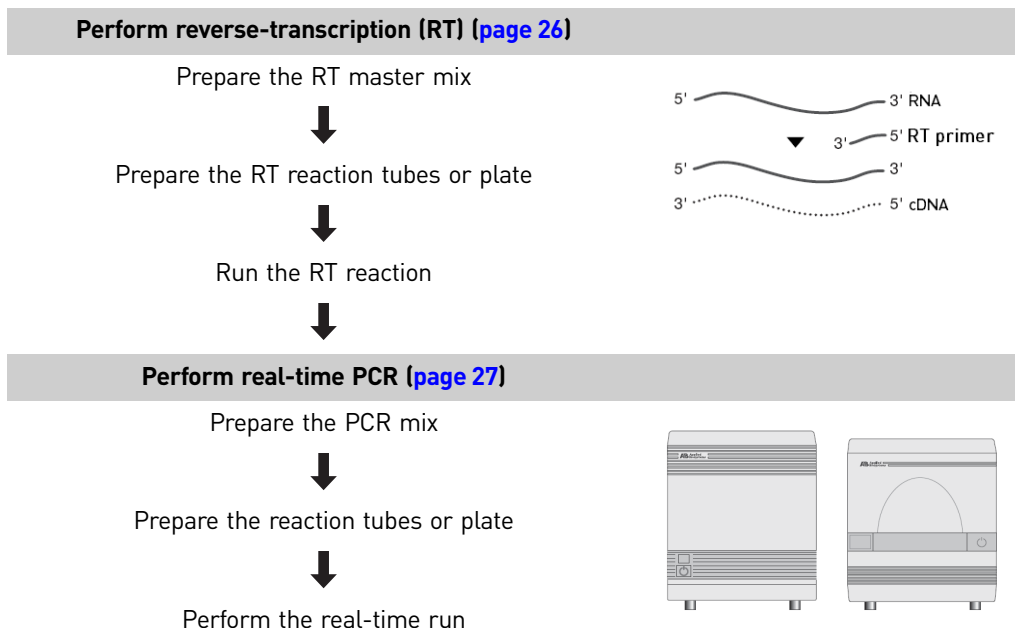 Perform reverse-transcription (RT) (page 26)
Prepare the RT master mix
5' 3' RNA
3' 5' RT primer
Prepare the RT reaction tubes or plate
5' 3'
3' 5' cDNA
Run the RT reaction
Perform real-time PCR (page 27)
Prepare the PCR mix
Prepare the reaction tubes or plate
Perform the real-time run